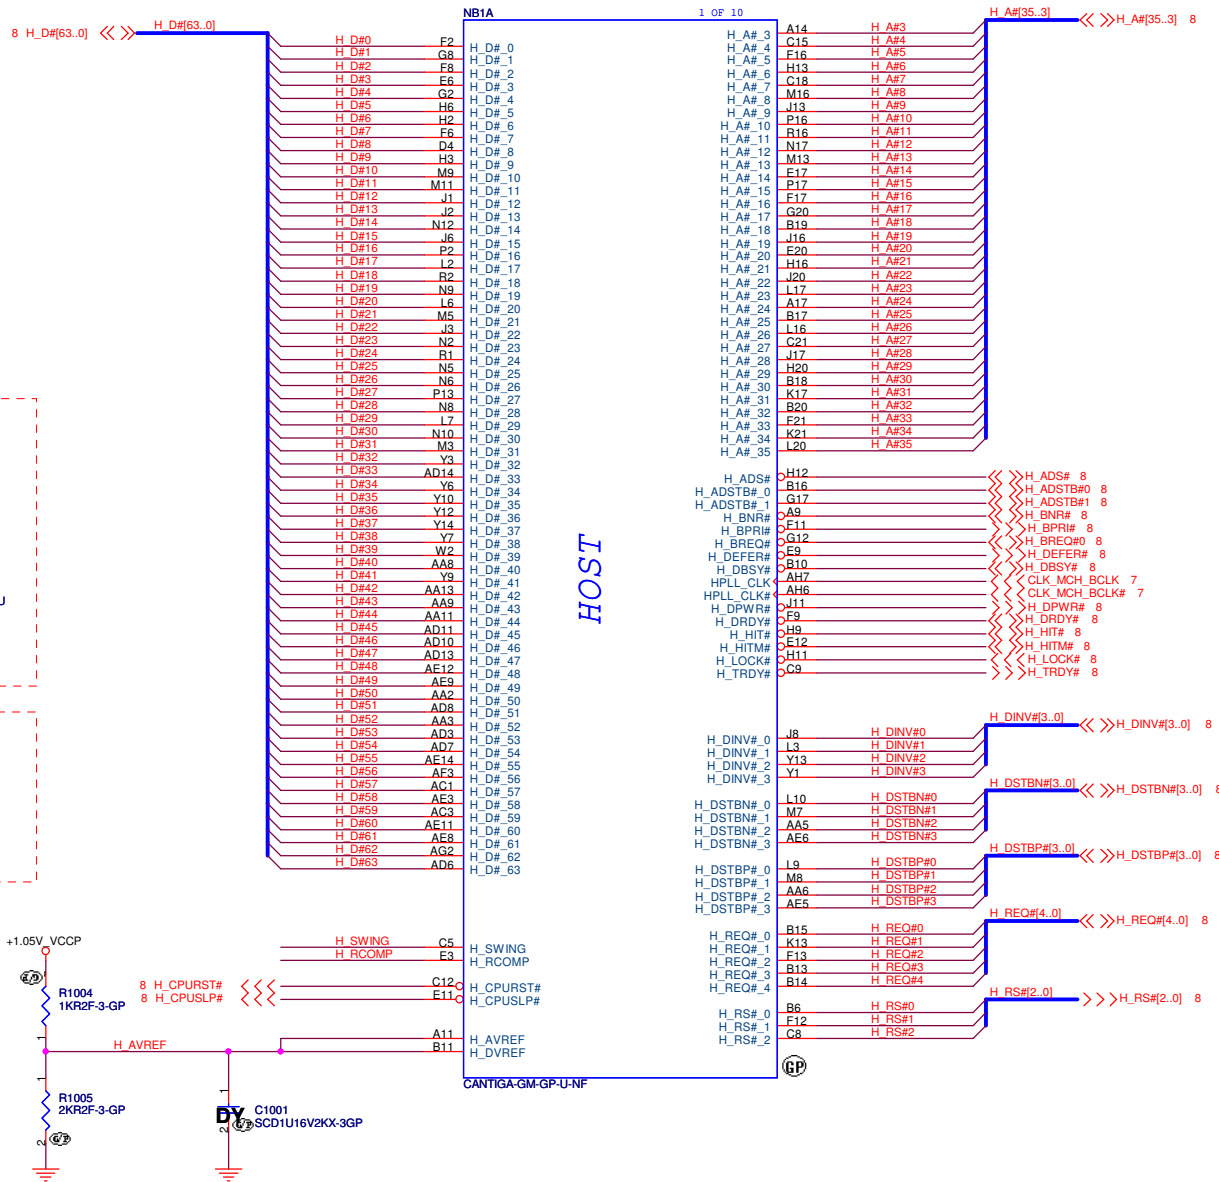 NB1A
1 OF 10
8 H_D#[63..0]
H_D#[63..0]
H_A#[35..3]
H_A#[35..3] 8
H_D#0 F2 H_D#_0
H_D#1 G8 H_D#_1
H_D#2 F8 H_D#_2
H_D#3 E6 H_D#_3
H_D#4 G2 H_D#_4
H_D#5 H6 H_D#_5
H_D#6 H2 H_D#_6
H_D#7 F6 H_D#_7
H_D#8 D4 H_D#_8
H_D#9 H3 H_D#_9
H_D#10 M9 H_D#_10
H_D#11 M11 H_D#_11
H_D#12 J1 H_D#_12
H_D#13 J2 H_D#_13
H_D#14 N12 H_D#_14
H_D#15 J6 H_D#_15
H_D#16 P2 H_D#_16
H_D#17 L2 H_D#_17
H_D#18 R2 H_D#_18
H_D#19 N9 H_D#_19
H_D#20 L6 H_D#_20
H_D#21 M5 H_D#_21
H_D#22 J3 H_D#_22
H_D#23 N2 H_D#_23
H_D#24 R1 H_D#_24
H_D#25 N5 H_D#_25
H_D#26 N6 H_D#_26
H_D#27 P13 H_D#_27
H_D#28 N8 H_D#_28
H_D#29 L7 H_D#_29
H_D#30 N10 H_D#_30
H_D#31 M3 H_D#_31
H_D#32 Y3 H_D#_32
H_D#33 AD14 H_D#_33
H_D#34 Y6 H_D#_34
H_D#35 Y10 H_D#_35
H_D#36 Y12 H_D#_36
H_D#37 Y14 H_D#_37
H_D#38 Y7 H_D#_38
H_D#39 W2 H_D#_39
H_D#40 AA8 H_D#_40
H_D#41 Y9 H_D#_41
H_D#42 AA13 H_D#_42
H_D#43 AA9 H_D#_43
H_D#44 AA11 H_D#_44
H_D#45 AD11 H_D#_45
H_D#46 AD10 H_D#_46
H_D#47 AD13 H_D#_47
H_D#48 AE12 H_D#_48
H_D#49 AE9 H_D#_49
H_D#50 AA2 H_D#_50
H_D#51 AD8 H_D#_51
H_D#52 AA3 H_D#_52
H_D#53 AD3 H_D#_53
H_D#54 AD7 H_D#_54
H_D#55 AE14 H_D#_55
H_D#56 AF3 H_D#_56
H_D#57 AC1 H_D#_57
H_D#58 AE3 H_D#_58
H_D#59 AC3 H_D#_59
H_D#60 AE11 H_D#_60
H_D#61 AE8 H_D#_61
H_D#62 AG2 H_D#_62
H_D#63 AD6 H_D#_63
H_SWING C5 H_SWING
H_RCOMP E3 H_RCOMP
8 H_CPURST# C12 H_CPURST#
8 H_CPUSLP# E11 H_CPUSLP#
A11 H_AVREF
H_AVREF B11 H_DVREF
HOST
H_A#_3 A14 H_A#3
H_A#_4 C15 H_A#4
H_A#_5 F16 H_A#5
H_A#_6 H13 H_A#6
H_A#_7 C18 H_A#7
H_A#_8 M16 H_A#8
H_A#_9 J13 H_A#9
H_A#_10 P16 H_A#10
H_A#_11 R16 H_A#11
H_A#_12 N17 H_A#12
H_A#_13 M13 H_A#13
H_A#_14 E17 H_A#14
H_A#_15 P17 H_A#15
H_A#_16 F17 H_A#16
H_A#_17 G20 H_A#17
H_A#_18 B19 H_A#18
H_A#_19 J16 H_A#19
H_A#_20 E20 H_A#20
H_A#_21 H16 H_A#21
H_A#_22 J20 H_A#22
H_A#_23 L17 H_A#23
H_A#_24 A17 H_A#24
H_A#_25 B17 H_A#25
H_A#_26 L16 H_A#26
H_A#_27 C21 H_A#27
H_A#_28 J17 H_A#28
H_A#_29 H20 H_A#29
H_A#_30 B18 H_A#30
H_A#_31 K17 H_A#31
H_A#_32 B20 H_A#32
H_A#_33 F21 H_A#33
H_A#_34 K21 H_A#34
H_A#_35 L20 H_A#35
H_ADS# H12 H_ADS# 8
H_ADSTB#_0 B16 H_ADSTB#0 8
H_ADSTB#_1 G17 H_ADSTB#1 8
H_BNR# A9 H_BNR# 8
H_BPRI# F11 H_BPRI# 8
H_BREQ# G12 H_BREQ#0 8
H_DEFER# E9 H_DEFER# 8
H_DBSY# B10 H_DBSY# 8
HPLL_CLK AH7 CLK_MCH_BCLK 7
HPLL_CLK# AH6 CLK_MCH_BCLK# 7
H_DPWR# J11 H_DPWR# 8
H_DRDY# F9 H_DRDY# 8
H_HIT# H9 H_HIT# 8
H_HITM# E12 H_HITM# 8
H_LOCK# H11 H_LOCK# 8
H_TRDY# C9 H_TRDY# 8
H_DINV#[3..0] H_DINV#[3..0] 8
H_DINV#_0 J8 H_DINV#0
H_DINV#_1 L3 H_DINV#1
H_DINV#_2 Y13 H_DINV#2
H_DINV#_3 Y1 H_DINV#3
H_DSTBN#[3..0] H_DSTBN#[3..0] 8
H_DSTBN#_0 L10 H_DSTBN#0
H_DSTBN#_1 M7 H_DSTBN#1
H_DSTBN#_2 AA5 H_DSTBN#2
H_DSTBN#_3 AE6 H_DSTBN#3
H_DSTBP#[3..0] H_DSTBP#[3..0] 8
H_DSTBP#_0 L9 H_DSTBP#0
H_DSTBP#_1 M8 H_DSTBP#1
H_DSTBP#_2 AA6 H_DSTBP#2
H_DSTBP#_3 AE5 H_DSTBP#3
H_REQ#[4..0] H_REQ#[4..0] 8
H_REQ#_0 B15 H_REQ#0
H_REQ#_1 K13 H_REQ#1
H_REQ#_2 F13 H_REQ#2
H_REQ#_3 B13 H_REQ#3
H_REQ#_4 B14 H_REQ#4
H_RS#[2..0] H_RS#[2..0] 8
H_RS#_0 B6 H_RS#0
H_RS#_1 F12 H_RS#1
H_RS#_2 C8 H_RS#2
GP
CANTIGA-GM-GP-U-NF
U
+1.05V_VCCP
R1004
1KR2F-3-GP
1
1
R1005
2KR2F-3-GP
2
1
DY
2
C1001
SCD1U16V2KX-3GP